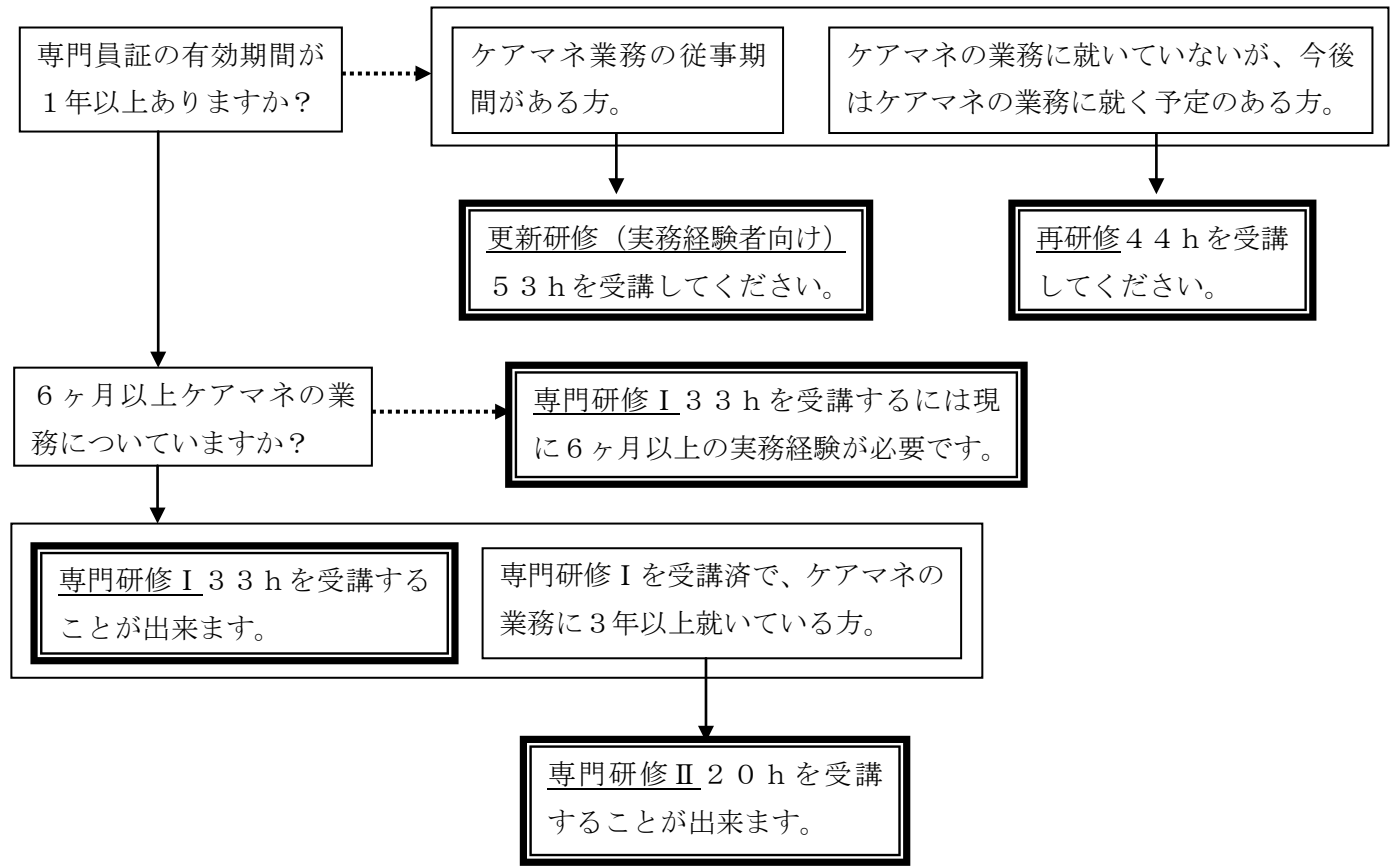 専門員証の有効期間が
１年以上ありますか？
ケアマネ業務の従事期
間がある方。
ケアマネの業務に就いていないが、今後
はケアマネの業務に就く予定のある方。
更新研修（実務経験者向け）
５３ｈを受講してください。
再研修４４ｈを受講
してください。
６ヶ月以上ケアマネの業
務についていますか？
専門研修Ⅰ３３ｈを受講するには現
に６ヶ月以上の実務経験が必要です。
専門研修Ⅰ３３ｈを受講する
ことが出来ます。
専門研修Ⅰを受講済で、ケアマネの
業務に３年以上就いている方。
専門研修Ⅱ２０ｈを受講
することが出来ます。